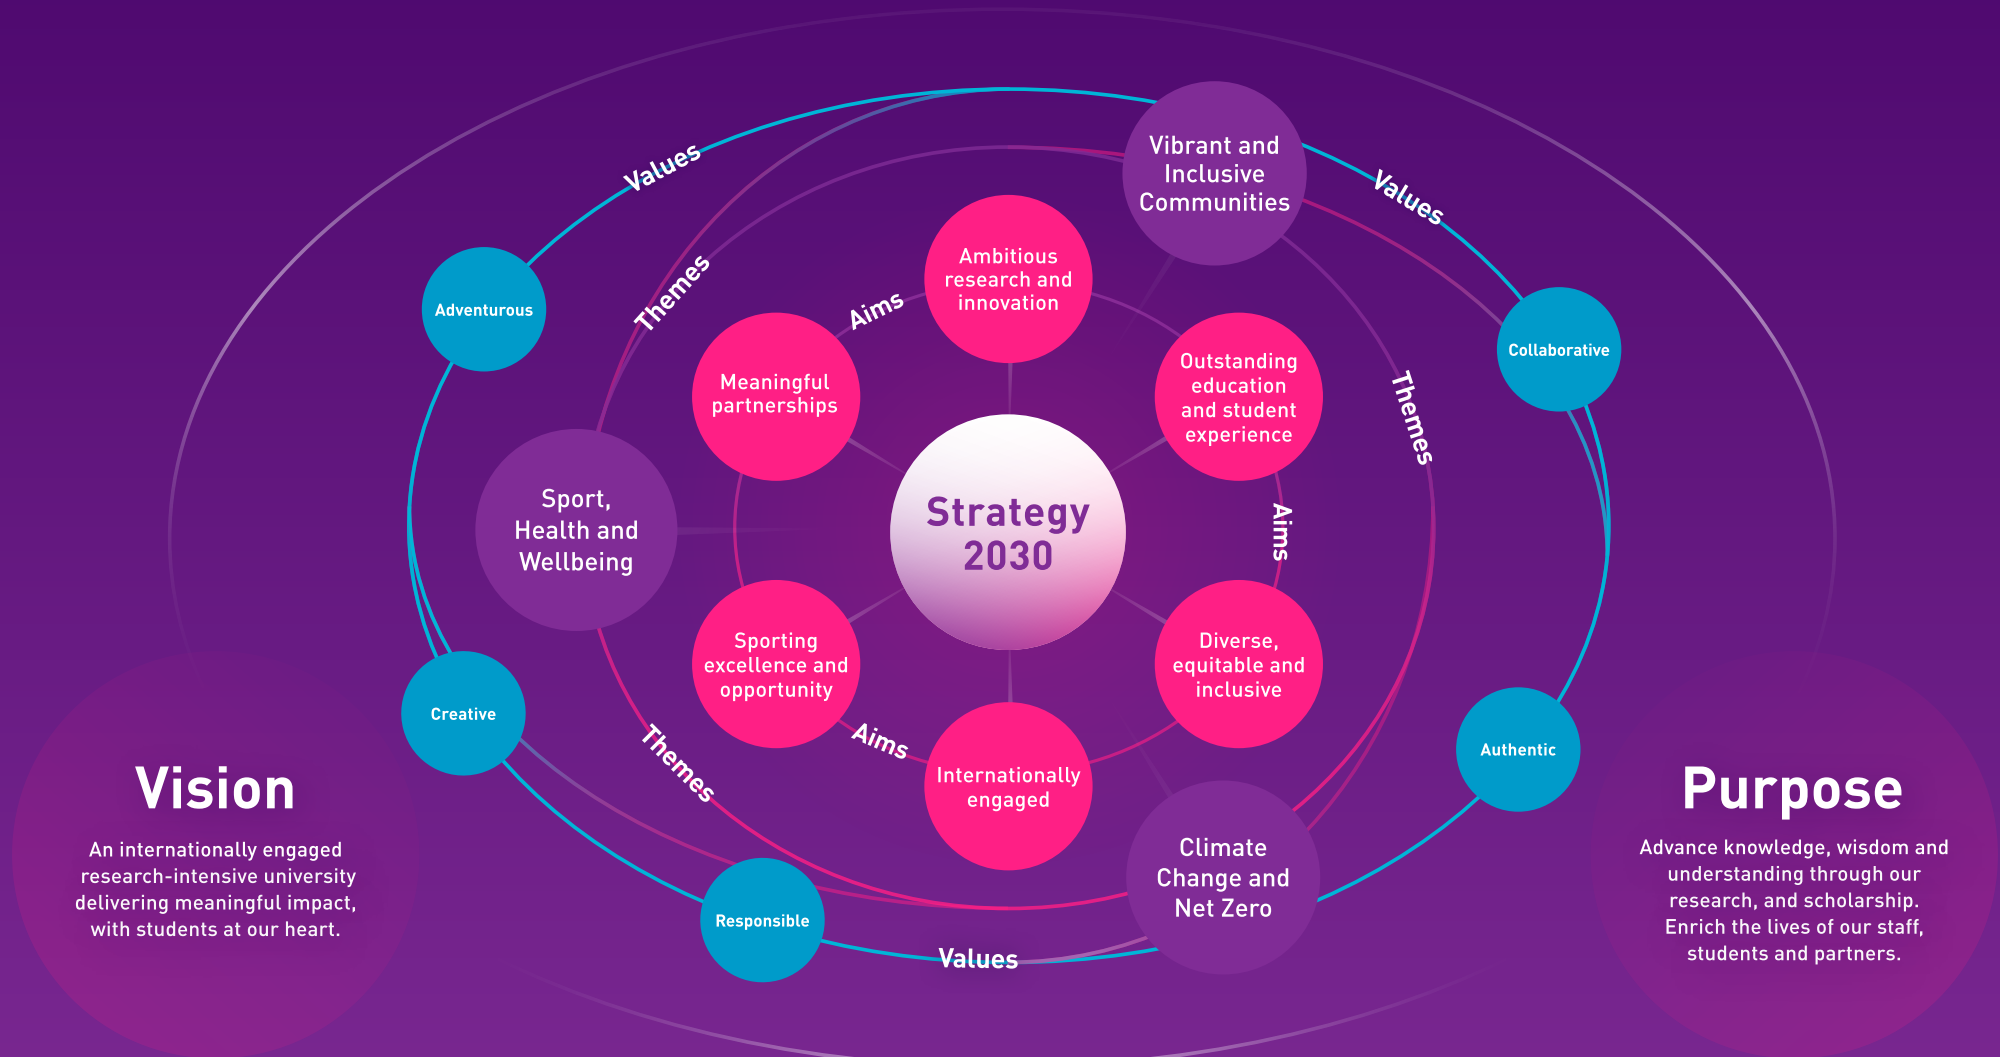 Values
Vibrant and
Inclusive
Communities
Values
Themes
Adventurous
Aims
Ambitious
research and
innovation
Collaborative
Meaningful
partnerships
Outstanding
education
and student
experience
Themes
Sport,
Health and
Wellbeing
Strategy
2030
Aims
Sporting
excellence and
opportunity
Diverse,
equitable and
inclusive
Creative
Aims
Internationally
engaged
Authentic
Themes
Climate
Change and
Net Zero
Responsible
Values
Vision
An internationally engaged
research-intensive university
delivering meaningful impact,
with students at our heart.
Purpose
Advance knowledge, wisdom and
understanding through our
research, and scholarship.
Enrich the lives of our staff,
students and partners.